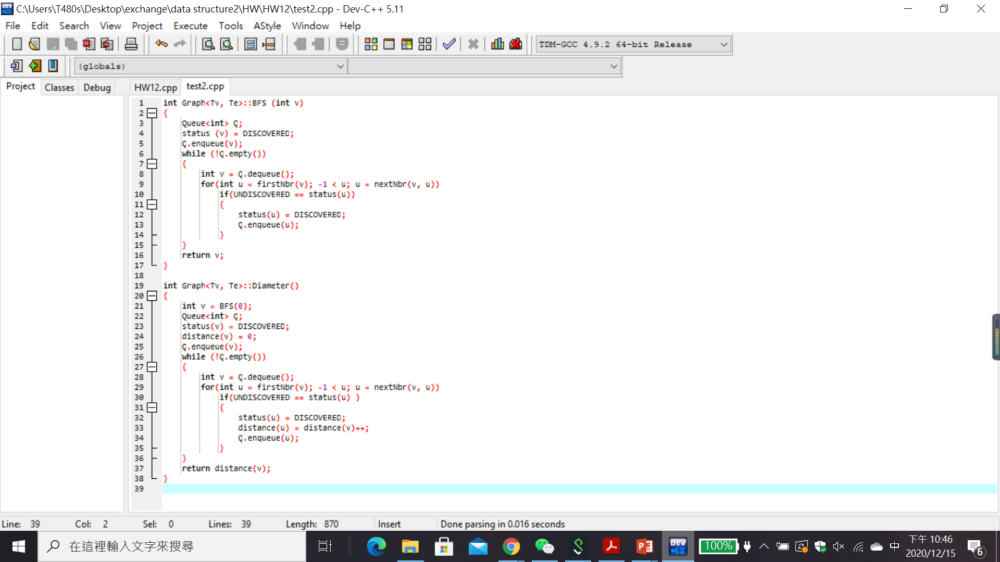 C:\Users\T480s\Desktop\exchange\data structure2\HW\HW12\test2.cpp - Dev-C++ 5.11
File Edit Search View Project Execute Tools AStyle Window Help
TDM-GCC 4.9.2 64-bit Release
(globals)
Project Classes Debug HW12.cpp test2.cpp
1 int Graph<Tv, Te>::BFS (int v)
2 {
3 Queue<int> Q;
4 status (v) = DISCOVERED;
5 Q.enqueue(v);
6 while (!Q.empty())
7 {
8 int v = Q.dequeue();
9 for(int u = firstNbr(v); -1 < u; u = nextNbr(v, u))
10 if(UNDISCOVERED == status(u))
11 {
12 status(u) = DISCOVERED;
13 Q.enqueue(u);
14 }
15 }
16 return v;
17 }
18
19 int Graph<Tv, Te>::Diameter()
20 {
21 int v = BFS(0);
22 Queue<int> Q;
23 status(v) = DISCOVERED;
24 distance(v) = 0;
25 Q.enqueue(v);
26 while (!Q.empty())
27 {
28 int v = Q.dequeue();
29 for(int u = firstNbr(v); -1 < u; u = nextNbr(v, u))
30 if(UNDISCOVERED == status(u) )
31 {
32 status(u) = DISCOVERED;
33 distance(u) = distance(v)++;
34 Q.enqueue(u);
35 }
36 }
37 return distance(v);
38 }
39
Line: 39 Col: 2 Sel: 0 Lines: 39 Length: 870 Insert Done parsing in 0.016 seconds
在這裡輸入文字來搜尋
DEV C++
100%
中
下午 10:46
2020/12/15
6